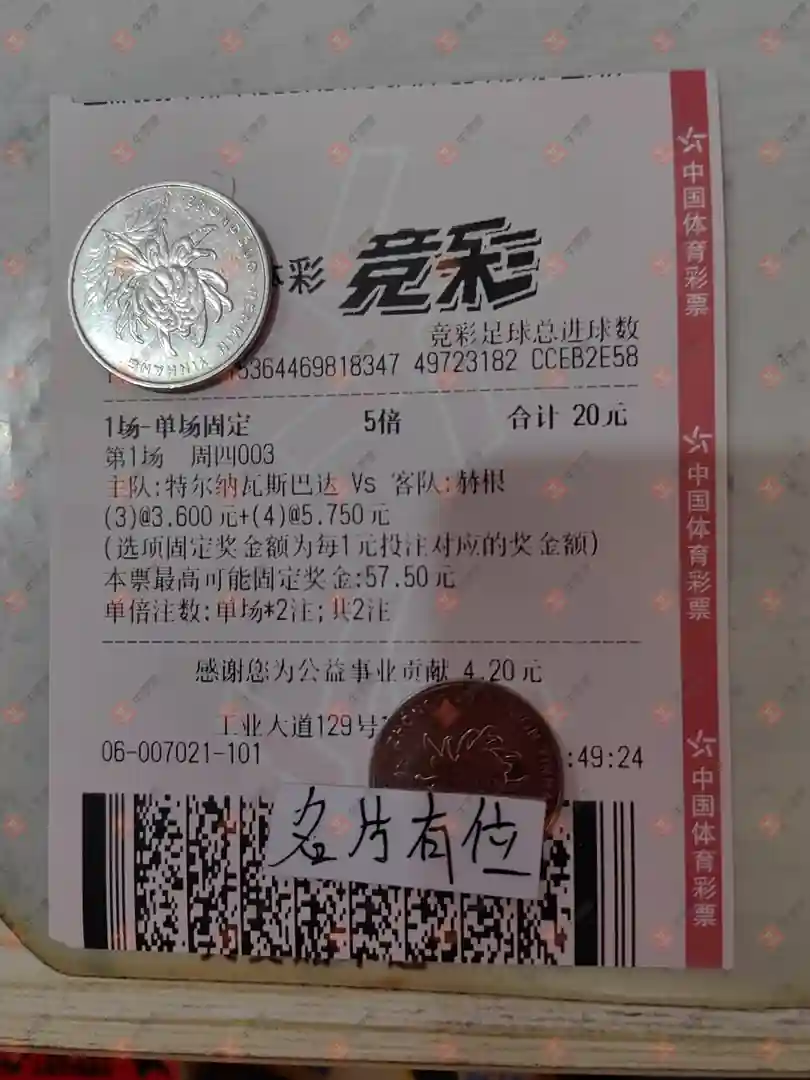 体彩 竞彩
竞彩足球总进球数
5364469818347 49723182 CCEB2E58
1场-单场固定 5倍 合计 20元
第1场 周四003
主队:特尔纳瓦斯巴达 Vs 客队:赫根
(3)@3.600元+(4)@5.750元
(选项固定奖金额为每1元投注对应的奖金额)
本票最高可能固定奖金:57.50元
单倍注数:单场*2注;共2注
感谢您为公益事业贡献 4.20元
工业大道129号
06-007021-101 :49:24
名片有位
中国体育彩票
中国体育彩票
中国体育彩票